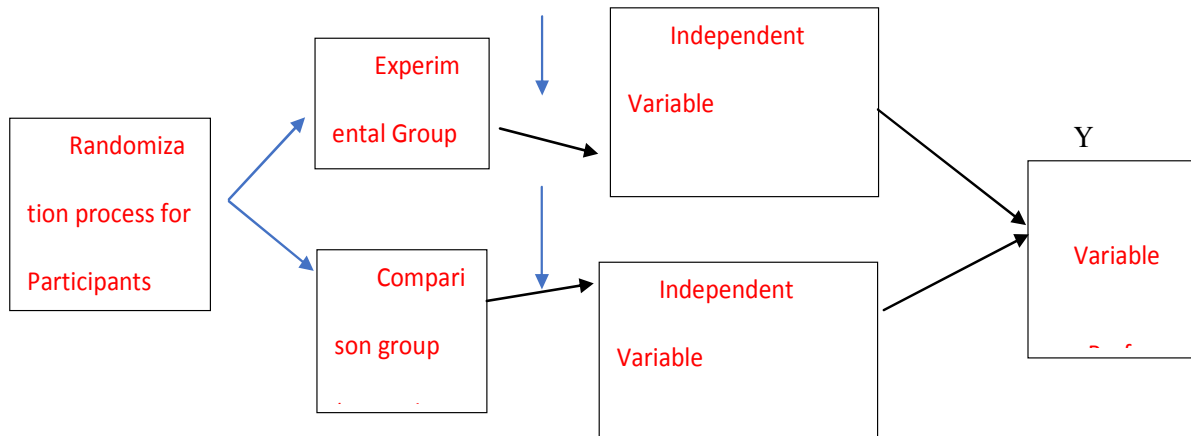 Randomiza
tion process for
Participants
Experim
ental Group
Compari
son group
Independent
Variable
Independent
Variable
Y
Variable